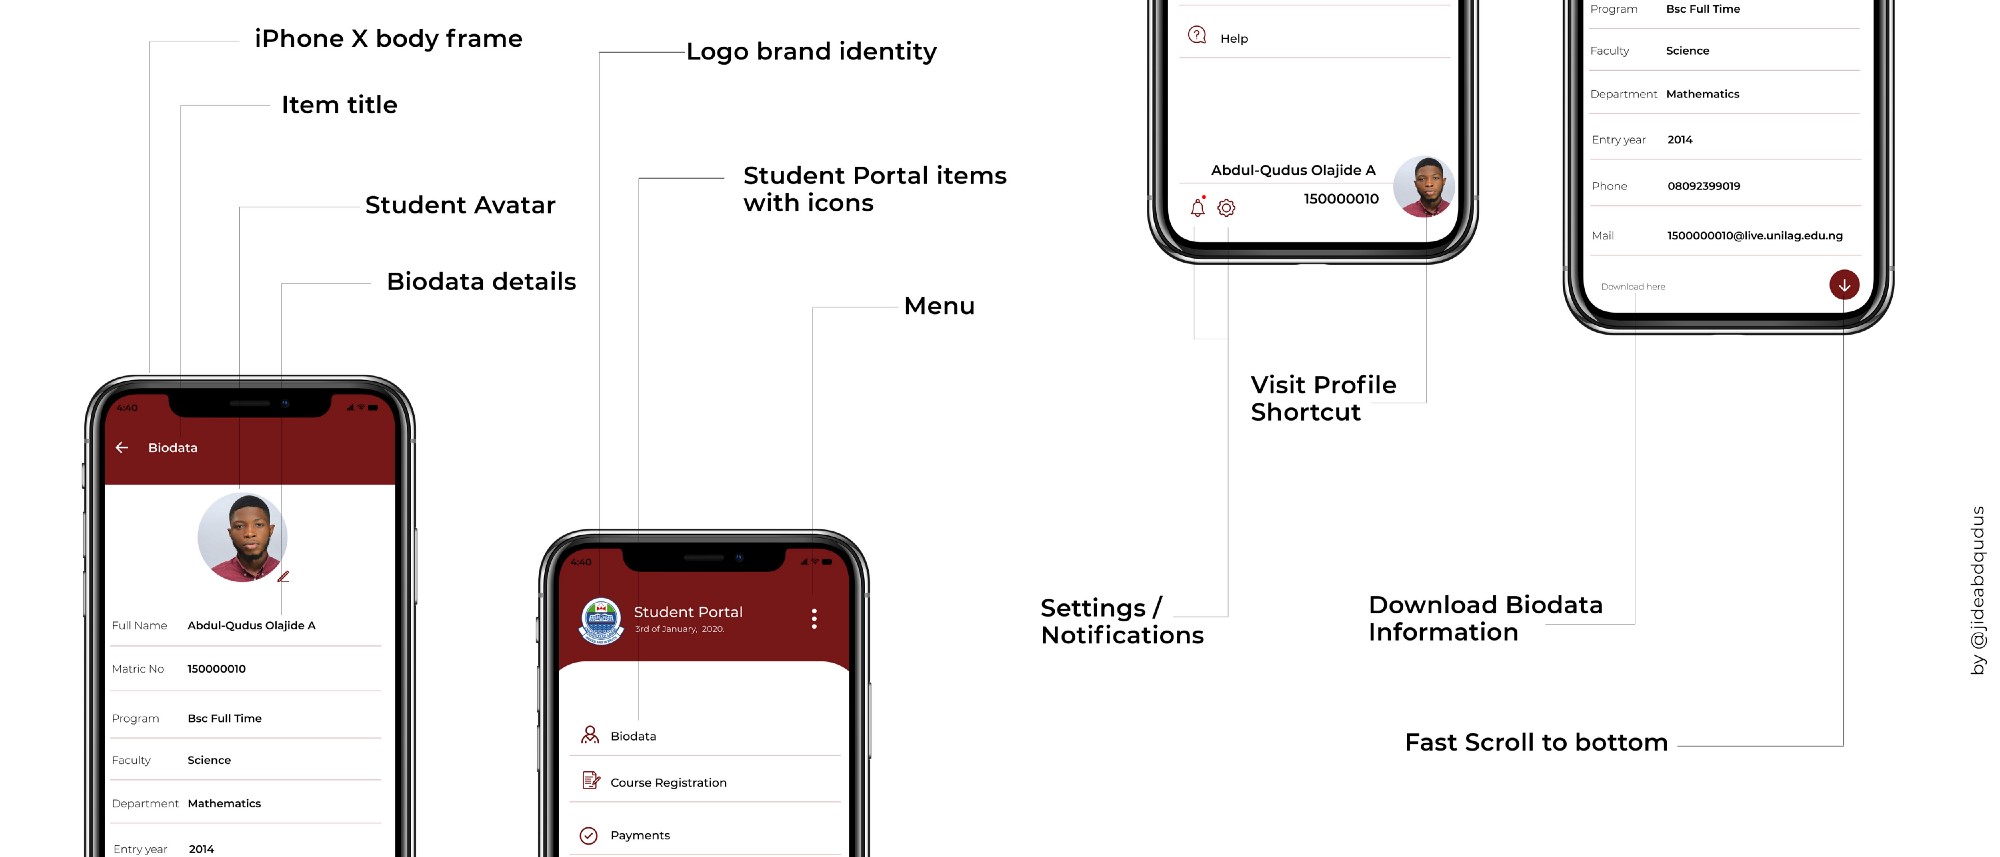 iPhone X body frame
Item title
Student Avatar
Biodata details
4:40
Biodata
Full Name Abdul-Qudus Olajide A
Matric No 150000010
Program Bsc Full Time
Faculty Science
Department Mathematics
Entry year 2014
Logo brand identity
Student Portal items
with icons
Menu
4:40
Student Portal
3rd of January, 2020.
Biodata
Course Registration
Payments
Help
Abdul-Qudus Olajide A
150000010
Visit Profile
Shortcut
Settings /
Notifications
Program Bsc Full Time
Faculty Science
Department Mathematics
Entry year 2014
Phone 08092399019
Mail 1500000010@live.unilag.edu.ng
Download here
Download Biodata
Information
Fast Scroll to bottom
by @jideabdqudus